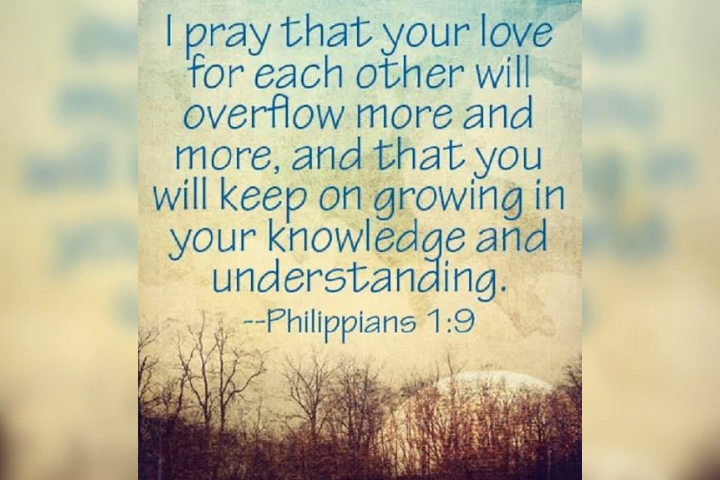 I pray that your love
for each other will
overflow more and
more, and that you
will keep on growing in
your knowledge and
understanding.
--Philippians 1:9